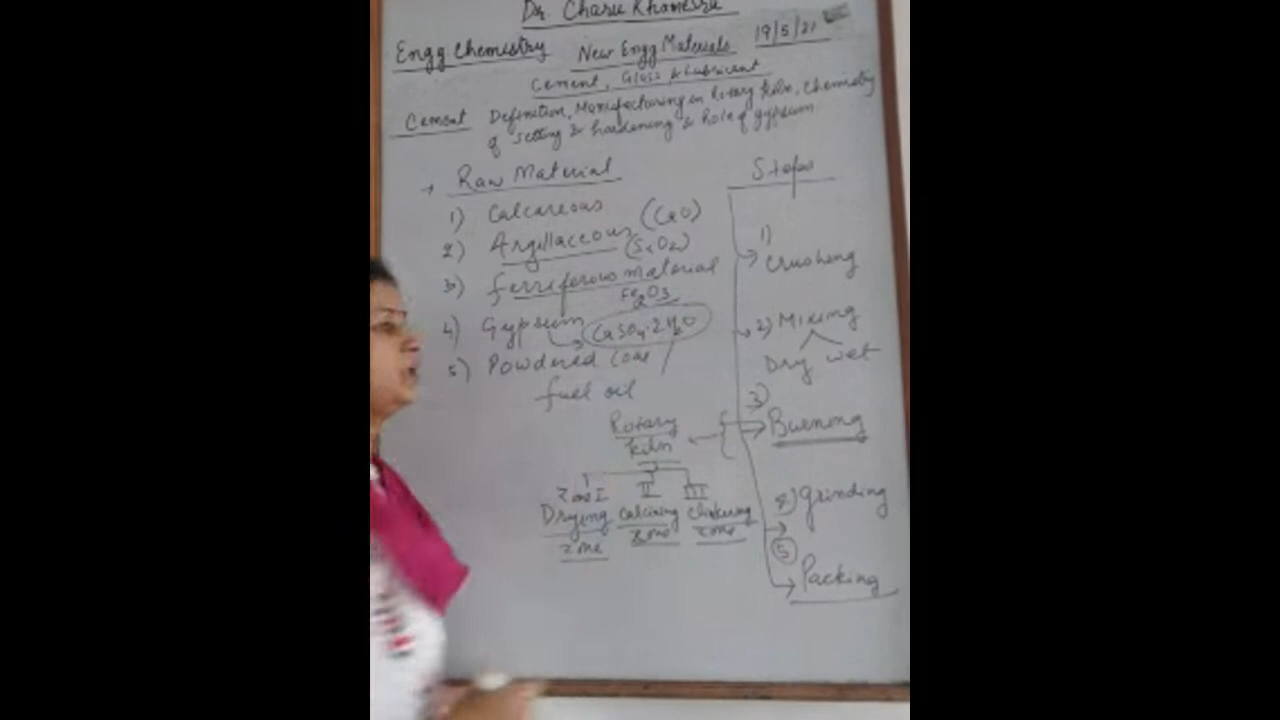 Dr. Charu Khamesra
Engg Chemistry
New Engg Materials
19/5/21
Cement, Glass & Lubricant
Cement Definition, Manufacturing in Rotary kiln, Chemistry
of setting & hardening & Role of gypsum
Raw Material
1) Calcareous (CaO)
2) Argillaceous (SiO2)
3) ferriferous material
Fe2O3
4) Gypsum CaSO4.2H2O
5) Powdered coal /
fuel oil
Steps
1)
Crushing
2) Mixing
Dry wet
3)
Burning
Rotary
kiln
Zone I II III
Drying Calcining Clinkering
Zone Zone Zone
4) Grinding
5
Packing